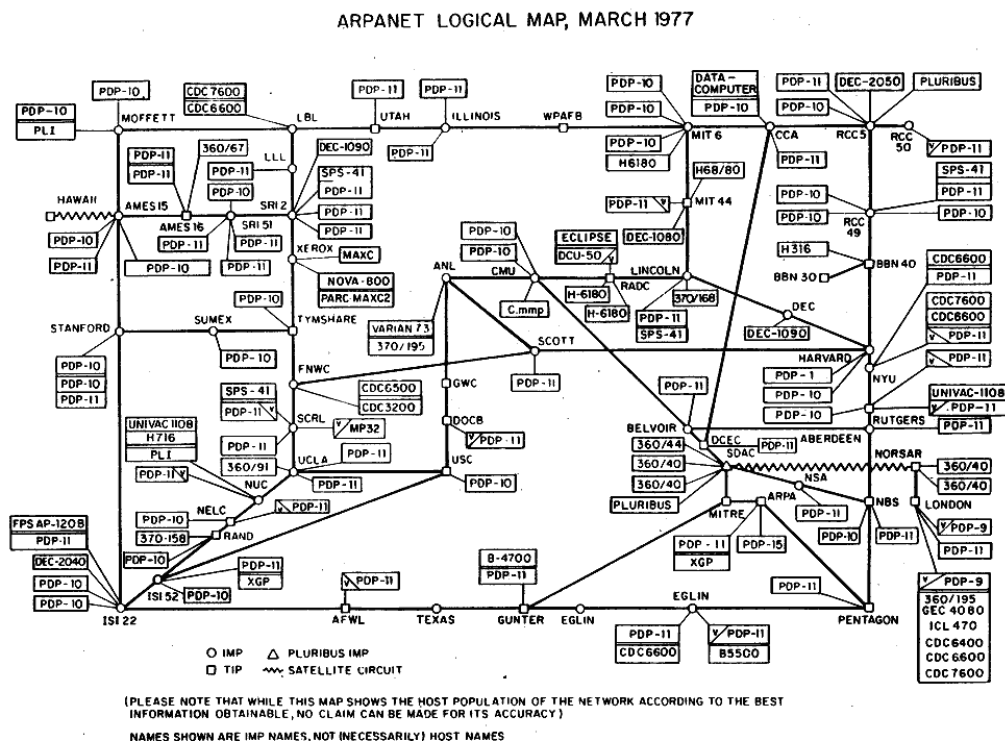 ARPANET LOGICAL MAP, MARCH 1977
PDP-10
PLI
PDP-10
MOFFETT
CDC 7600
CDC 6600
LBL
PDP-11
UTAH
PDP-11
ILLINOIS
PDP-11
WPAFB
PDP-10
PDP-10
PDP-10
H6180
MIT 6
DATA-
COMPUTER
PDP-10
CCA
PDP-11
PDP-11
PDP-10
DEC-2050
PLURIBUS
RCC 5
RCC
50
PDP-11
HAWAII
PDP-11
PDP-11
360/67
AMES 15
AMES 16
PDP-10
PDP-11
PDP-10
PDP-10
PDP-11
PDP-11
SRI 51
LLL
PDP-11
SRI 2
DEC-1090
SPS-41
PDP-11
PDP-11
PDP-11
XEROX
MAXC
NOVA-800
PARC-MAXC2
H68/80
PDP-11
MIT 44
DEC-1080
SPS-41
PDP-11
PDP-10
PDP-10
PDP-10
RCC
49
H316
BBN 30
BBN 40
ANL
VARIAN 73
370/195
PDP-10
PDP-10
CMU
C.mmp
ECLIPSE
DCU-50
H-6180
RADC
H-6180
LINCOLN
370/168
PDP-11
SPS-41
DEC
DEC-1090
CDC6600
PDP-11
CDC7600
CDC6600
PDP-11
PDP-11
STANFORD
PDP-10
PDP-10
PDP-11
SUMEX
PDP-10
PDP-10
TYMSHARE
SCOTT
PDP-11
HARVARD
PDP-1
PDP-10
PDP-10
NYU
FNWC
CDC6500
CDC3200
GWC
SPS-41
PDP-11
SCRL
MP32
DOCB
PDP-11
PDP-11
BELVOIR
DCEC
PDP-11
ABERDEEN
RUTGERS
UNIVAC-1108
PDP-11
PDP-11
UNIVAC 1108
H716
PLI
PDP-11
NUC
PDP-11
360/91
UCLA
PDP-11
PDP-11
USC
PDP-10
360/44
360/40
360/40
PLURIBUS
SDAC
NORSAR
360/40
360/40
NSA
PDP-11
NELC
PDP-10
PDP-11
RAND
370-158
PDP-10
MITRE
ARPA
PDP-11
XGP
PDP-15
NBS
PDP-10
PDP-11
LONDON
PDP-9
PDP-11
PDP-9
360/195
GEC 4080
ICL 470
CDC6400
CDC6600
CDC7600
FPS AP-120B
PDP-11
DEC-2040
PDP-10
PDP-10
ISI 22
ISI 52
PDP-11
XGP
PDP-10
PDP-11
AFWL
TEXAS
B-4700
PDP-11
GUNTER
EGLIN
EGLIN
PDP-11
CDC6600
PDP-11
B5500
PDP-11
PENTAGON
IMP
PLURIBUS IMP
TIP
SATELLITE CIRCUIT
(PLEASE NOTE THAT WHILE THIS MAP SHOWS THE HOST POPULATION OF THE NETWORK ACCORDING TO THE BEST
INFORMATION OBTAINABLE, NO CLAIM CAN BE MADE FOR ITS ACCURACY)
NAMES SHOWN ARE IMP NAMES, NOT (NECESSARILY) HOST NAMES